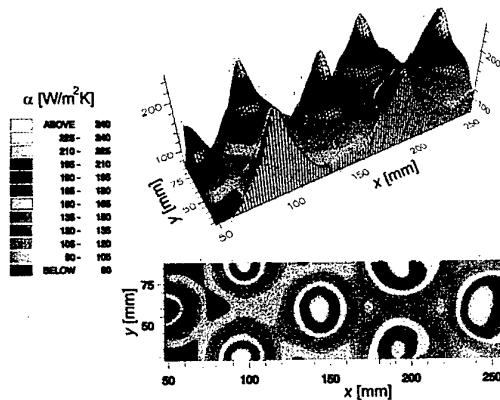 α [W/m²K]
ABOVE 240
225 - 240
210 - 225
195 - 210
180 - 195
165 - 180
150 - 165
135 - 150
120 - 135
105 - 120
90 - 105
BELOW 90
200
100
75
50
y [mm]
50
100
150
200
250
x [mm]
200
100
y [mm]
75
50
50
100
150
200
250
x [mm]